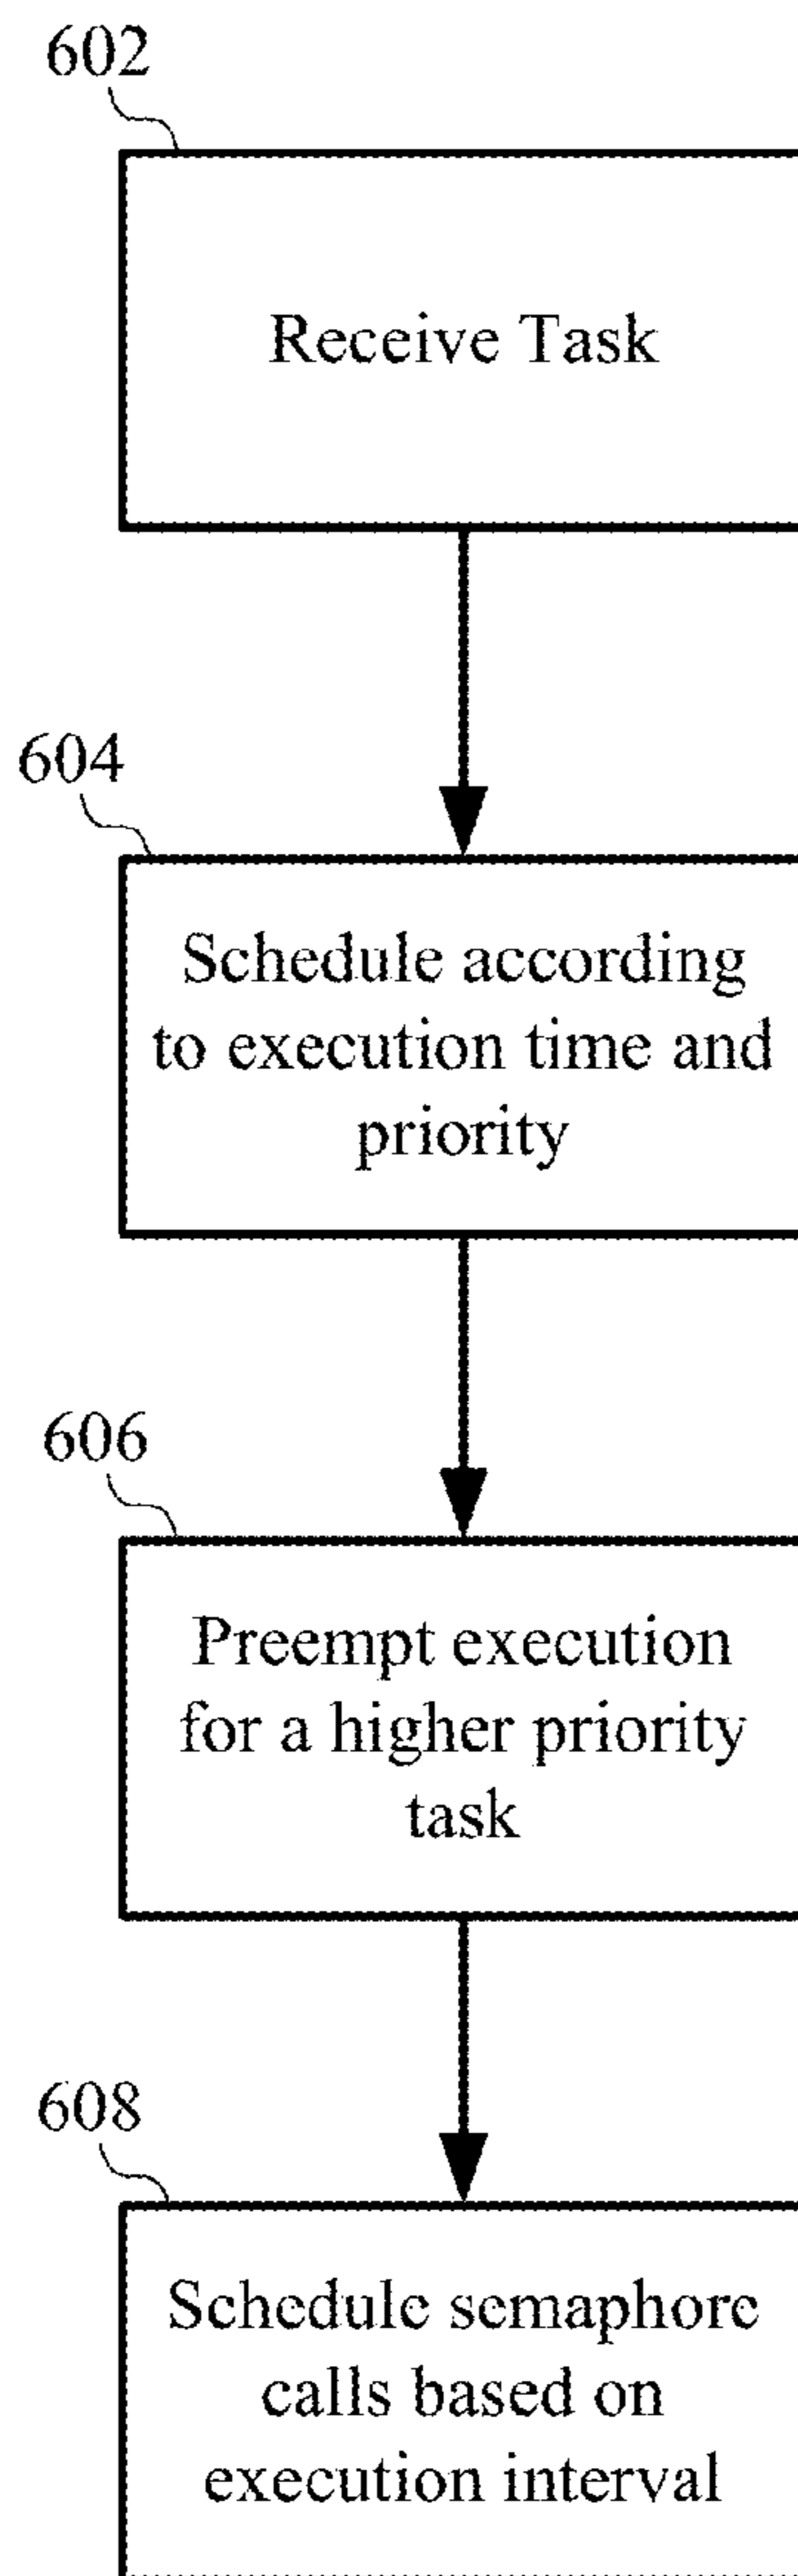 602
Receive Task
604
Schedule according
to execution time and
priority
606
Preempt execution
for a higher priority
task
608
Schedule semaphore
calls based on
execution interval